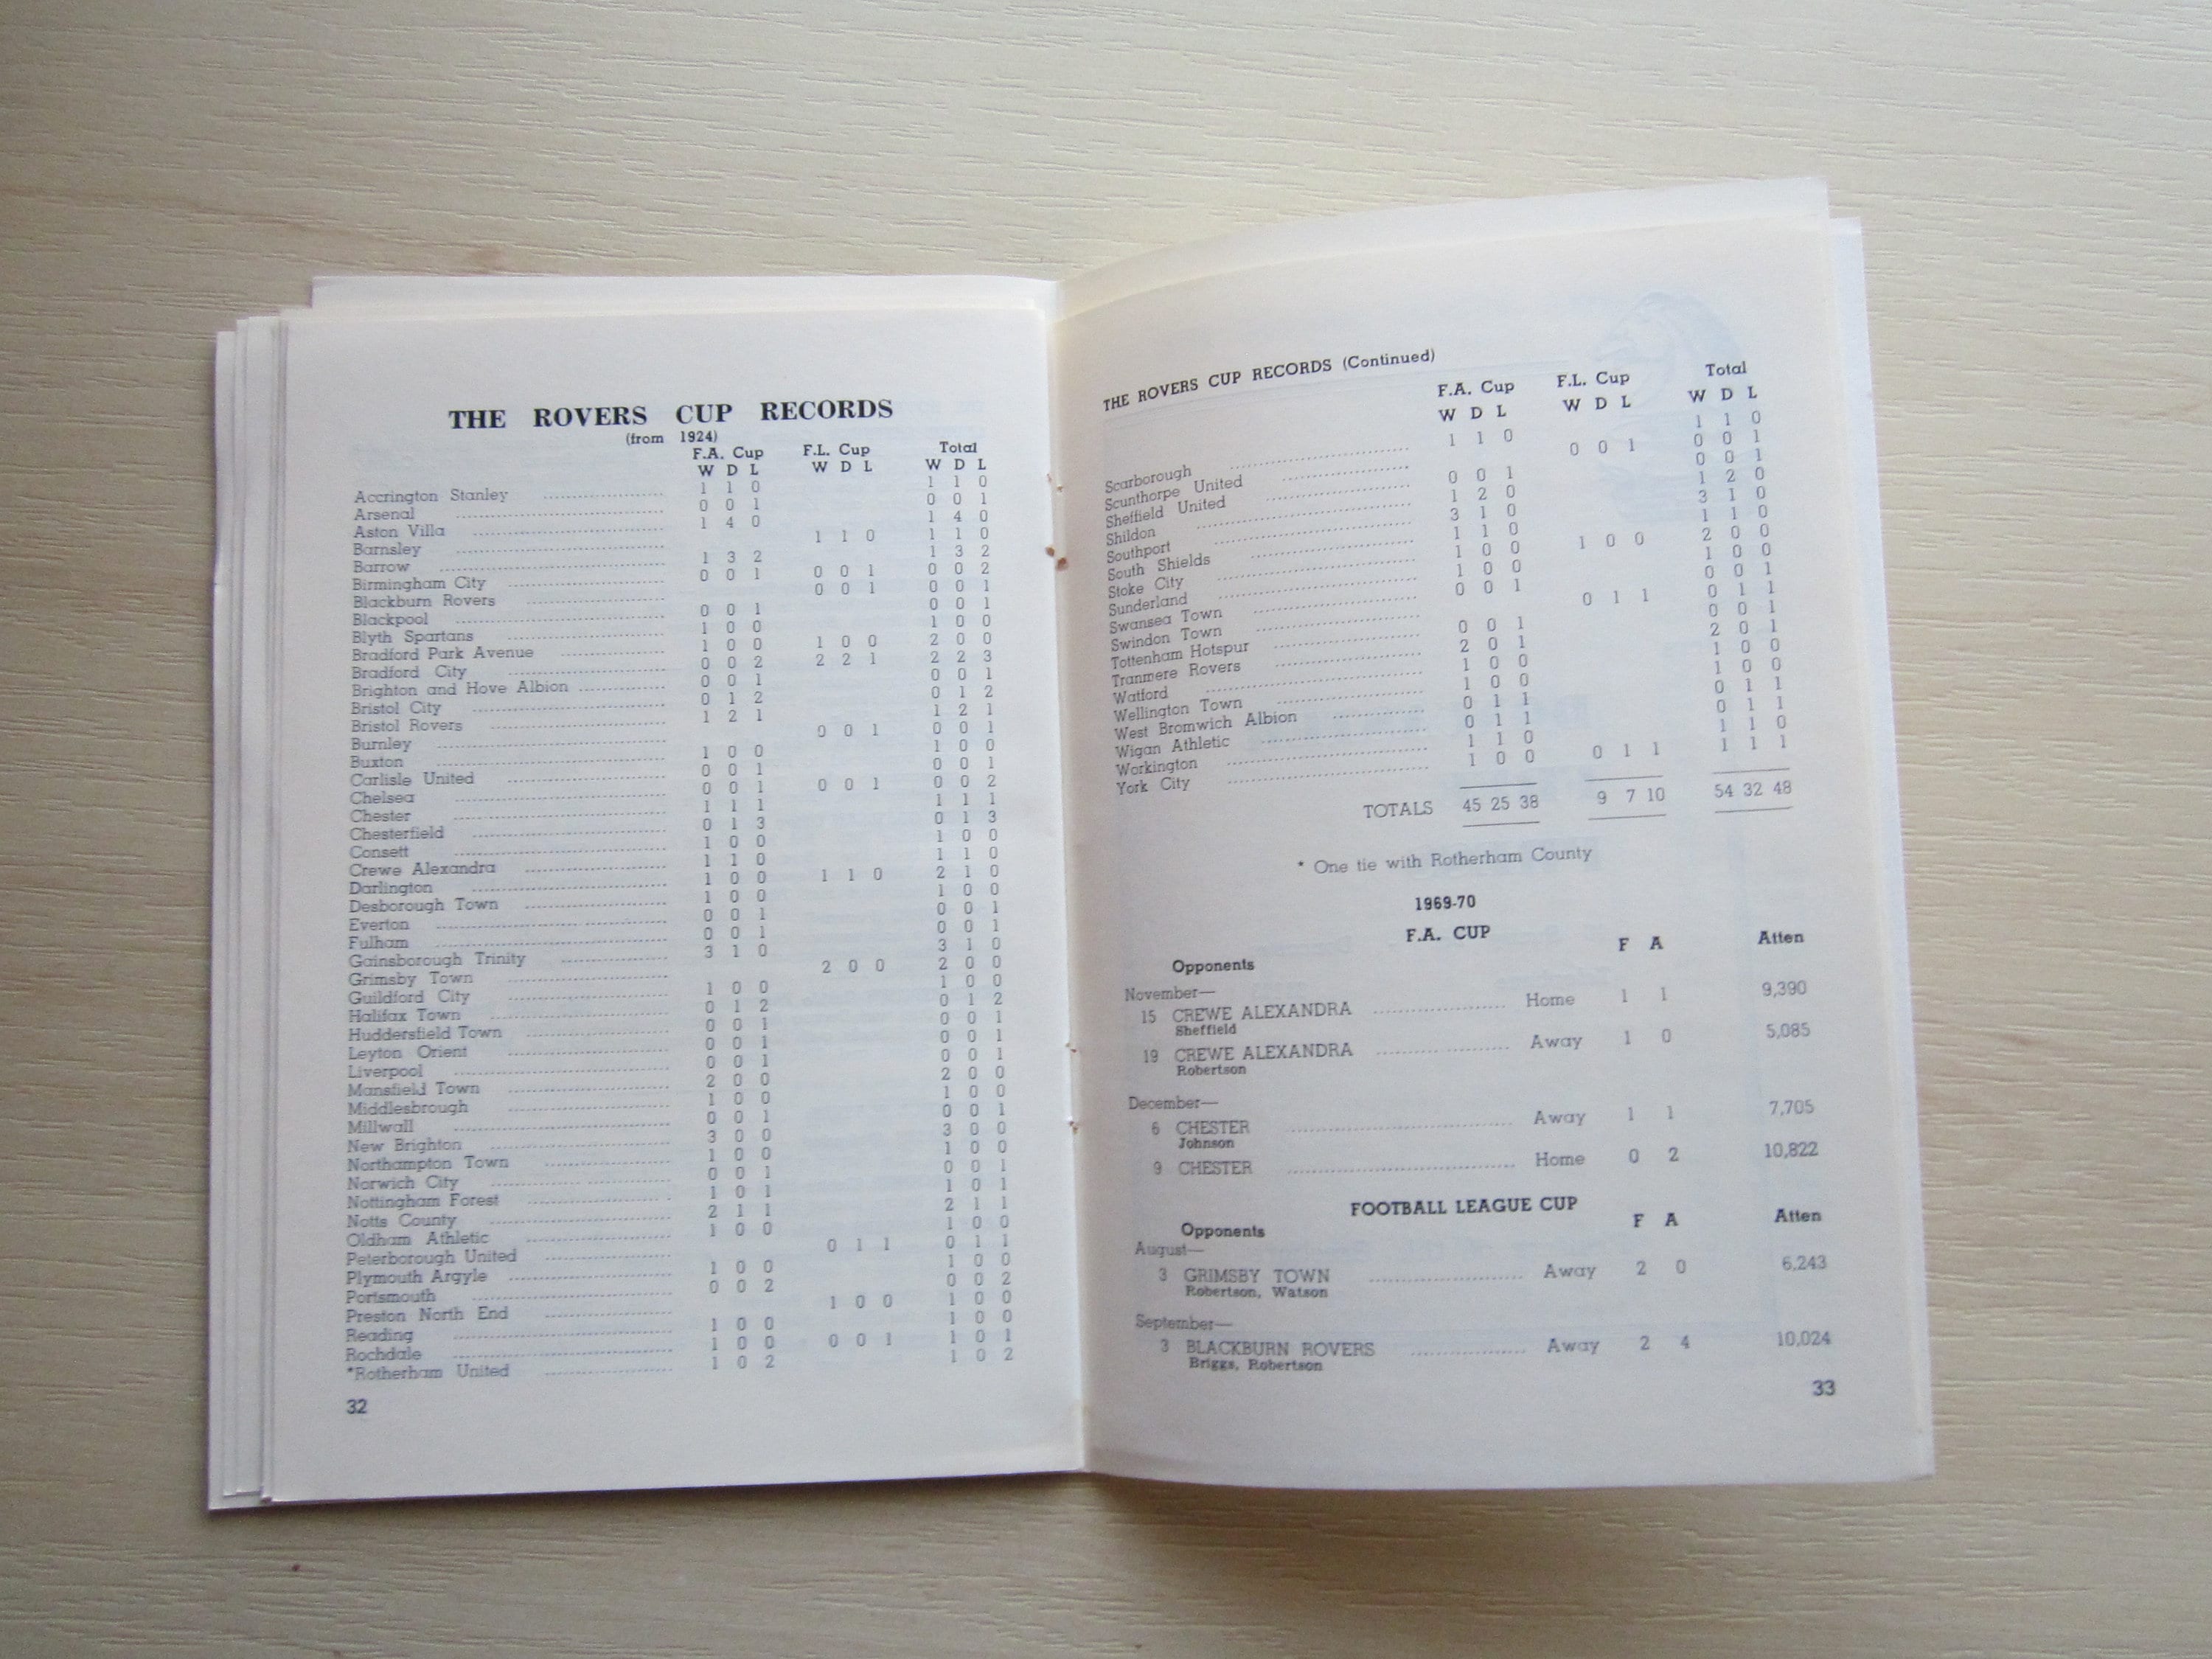 THE ROVERS CUP RECORDS
(from 1924)
F.A. Cup F.L. Cup Total
W D L W D L W D L
Accrington Stanley 1 1 0 1 1 0
Arsenal 0 0 1 0 0 1
Aston Villa 1 4 0 1 4 0
Barnsley 1 1 0 1 1 0
Barrow 1 3 2 1 3 2
Birmingham City 0 0 1 0 0 1 0 0 2
Blackburn Rovers 0 0 1 0 0 1
Blackpool 0 0 1 0 0 1
Blyth Spartans 1 0 0 1 0 0
Bradford Park Avenue 1 0 0 1 0 0 2 0 0
Bradford City 0 0 2 2 2 1 2 2 3
Brighton and Hove Albion 0 0 1 0 0 1
Bristol City 0 1 2 0 1 2
Bristol Rovers 1 2 1 1 2 1
Burnley 0 0 1 0 0 1
Buxton 1 0 0 1 0 0
Carlisle United 0 0 1 0 0 1
Chelsea 0 0 1 0 0 1 0 0 2
Chester 1 1 1 1 1 1
Chesterfield 0 1 3 0 1 3
Consett 1 0 0 1 0 0
Crewe Alexandra 1 1 0 1 1 0
Darlington 1 0 0 1 1 0 2 1 0
Desborough Town 1 0 0 1 0 0
Everton 0 0 1 0 0 1
Fulham 0 0 1 0 0 1
Gainsborough Trinity 3 1 0 3 1 0
Grimsby Town 2 0 0 2 0 0
Guildford City 1 0 0 1 0 0
Halifax Town 0 1 2 0 1 2
Huddersfield Town 0 0 1 0 0 1
Leyton Orient 0 0 1 0 0 1
Liverpool 0 0 1 0 0 1
Mansfield Town 2 0 0 2 0 0
Middlesbrough 1 0 0 1 0 0
Millwall 0 0 1 0 0 1
New Brighton 3 0 0 3 0 0
Northampton Town 1 0 0 1 0 0
Norwich City 0 0 1 0 0 1
Nottingham Forest 1 0 1 1 0 1
Notts County 2 1 1 2 1 1
Oldham Athletic 1 0 0 1 0 0
Peterborough United 0 1 1 0 1 1
Plymouth Argyle 1 0 0 1 0 0
Portsmouth 0 0 2 0 0 2
Preston North End 1 0 0 1 0 0
Reading 1 0 0 1 0 0
Rochdale 1 0 0 0 0 1 1 0 1
*Rotherham United 1 0 2 1 0 2
32
THE ROVERS CUP RECORDS (Continued)
F.A. Cup F.L. Cup Total
W D L W D L W D L
Scarborough 1 1 0 1 1 0
Scunthorpe United 0 0 1 0 0 1
Sheffield United 0 0 1 0 0 1
Shildon 1 2 0 1 2 0
Southport 3 1 0 3 1 0
South Shields 1 1 0 1 1 0
Stoke City 1 0 0 1 0 0 2 0 0
Sunderland 1 0 0 1 0 0
Swansea Town 0 0 1 0 0 1
Swindon Town 0 1 1 0 1 1
Tottenham Hotspur 0 0 1 0 0 1
Tranmere Rovers 2 0 1 2 0 1
Watford 1 0 0 1 0 0
Wellington Town 1 0 0 1 0 0
West Bromwich Albion 0 1 1 0 1 1
Wigan Athletic 0 1 1 0 1 1
Workington 1 1 0 1 1 0
York City 1 0 0 0 1 1 1 1 1
TOTALS 45 25 38 9 7 10 54 32 48
* One tie with Rotherham County
1969-70
F.A. CUP
Opponents F A Atten
November—
15 CREWE ALEXANDRA Home 1 1 9,390
Sheffield
19 CREWE ALEXANDRA Away 1 0 5,085
Robertson
December—
6 CHESTER Away 1 1 7,705
Johnson
9 CHESTER Home 0 2 10,822
FOOTBALL LEAGUE CUP
Opponents F A Atten
August—
3 GRIMSBY TOWN Away 2 0 6,243
Robertson, Watson
September—
3 BLACKBURN ROVERS Away 2 4 10,024
Briggs, Robertson
33